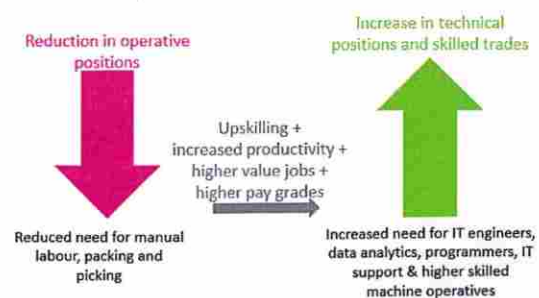 Reduction in operative
positions
Reduced need for manual
labour, packing and
picking
Upskilling +
increased productivity +
higher value jobs +
higher pay grades
Increase in technical
positions and skilled trades
Increased need for IT engineers,
data analytics, programmers, IT
support & higher skilled
machine operatives